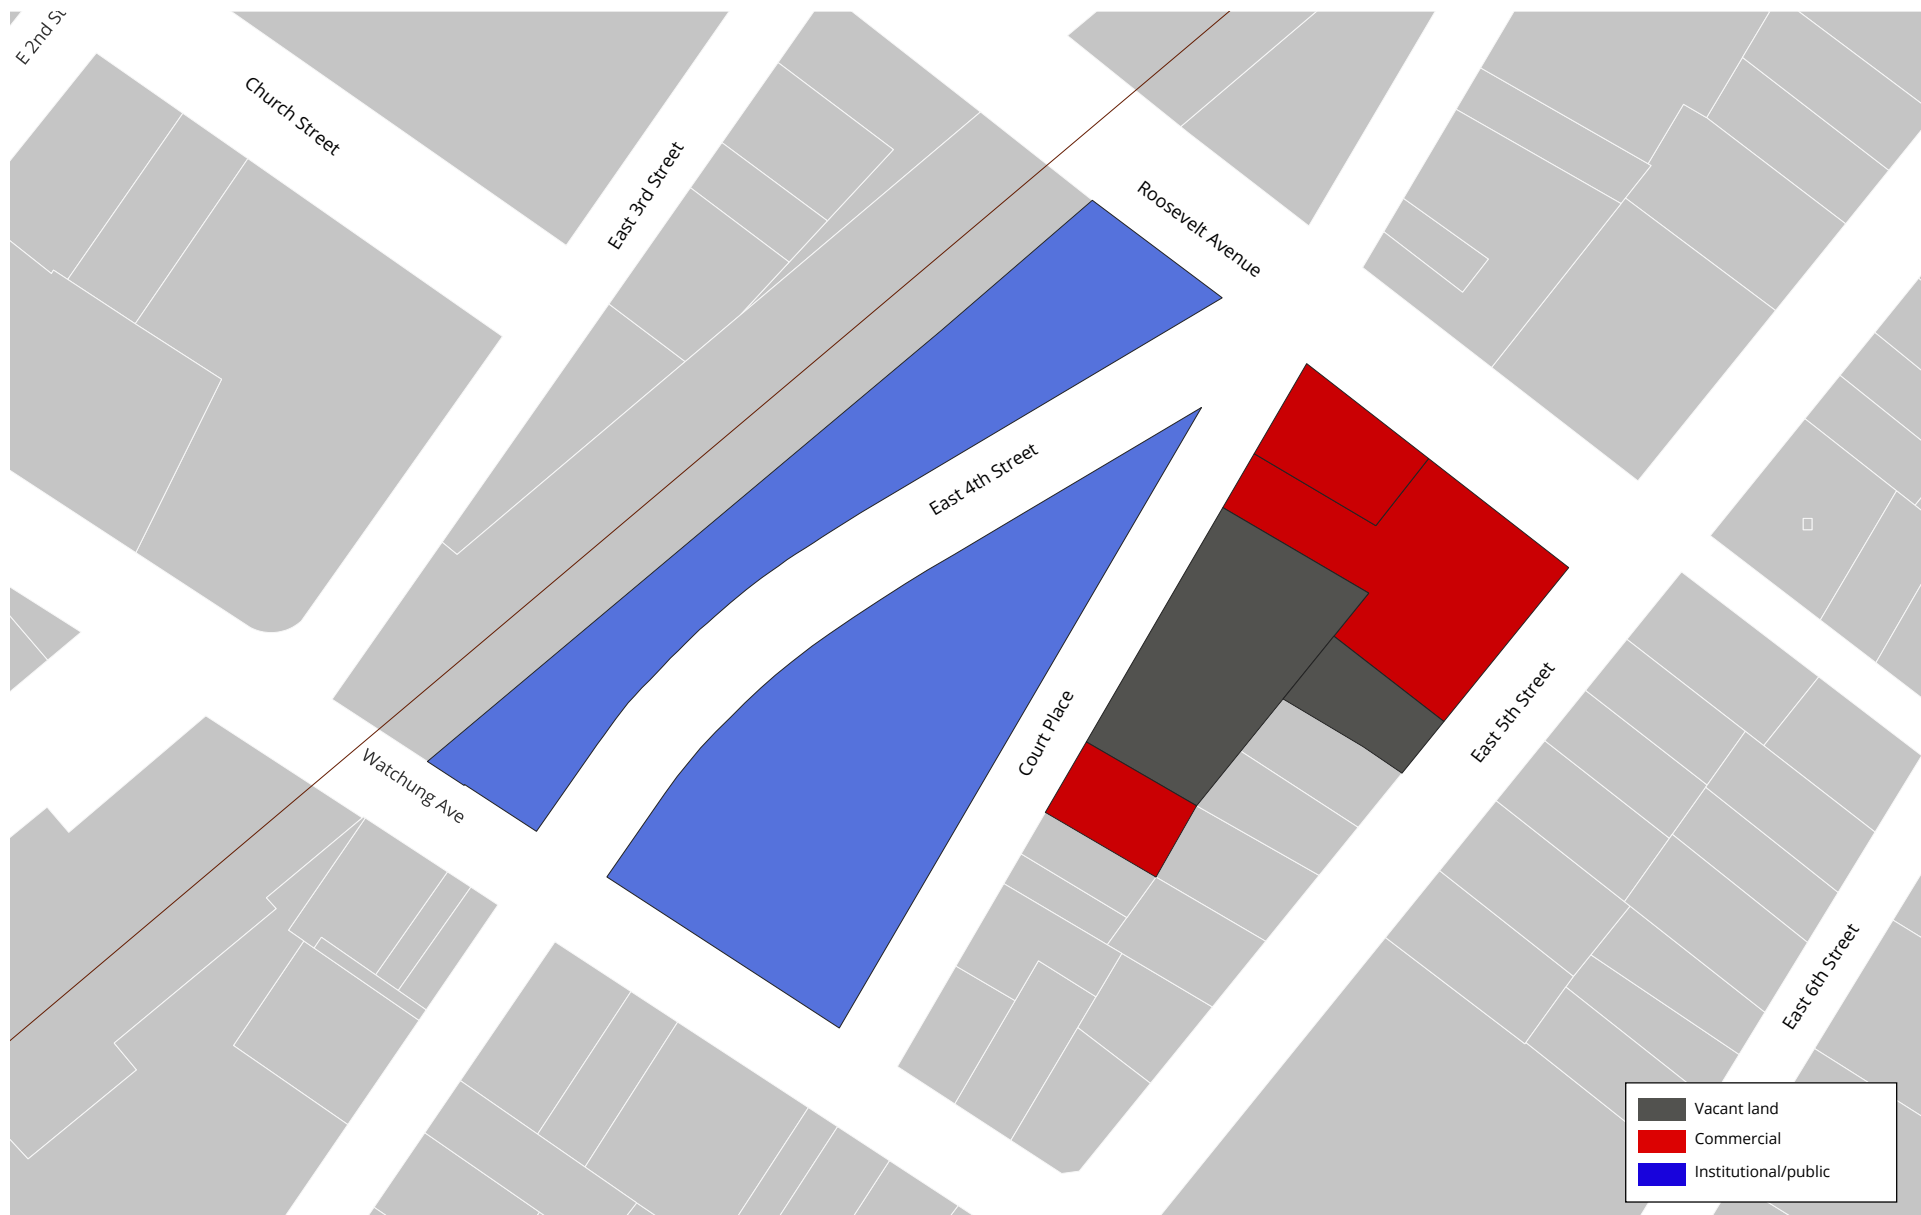 E 2nd St
Church Street
East 3rd Street
Roosevelt Avenue
East 4th Street
Court Place
East 5th Street
Watchung Ave
East 6th Street
Vacant land
Commercial
Institutional/public